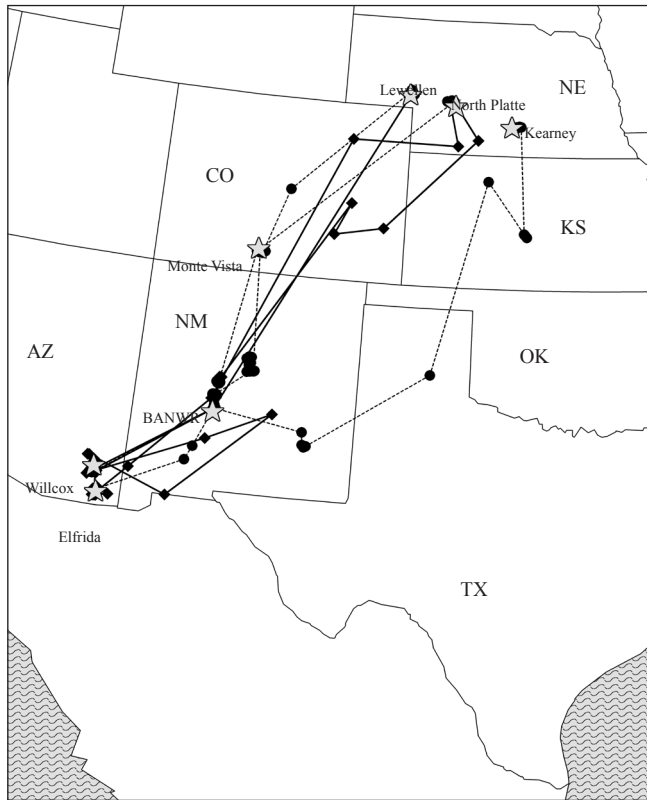 NE
Lewellen
North Platte
Kearney
CO
KS
Monte Vista
NM
AZ
OK
BANWR
Willcox
Elfrida
TX